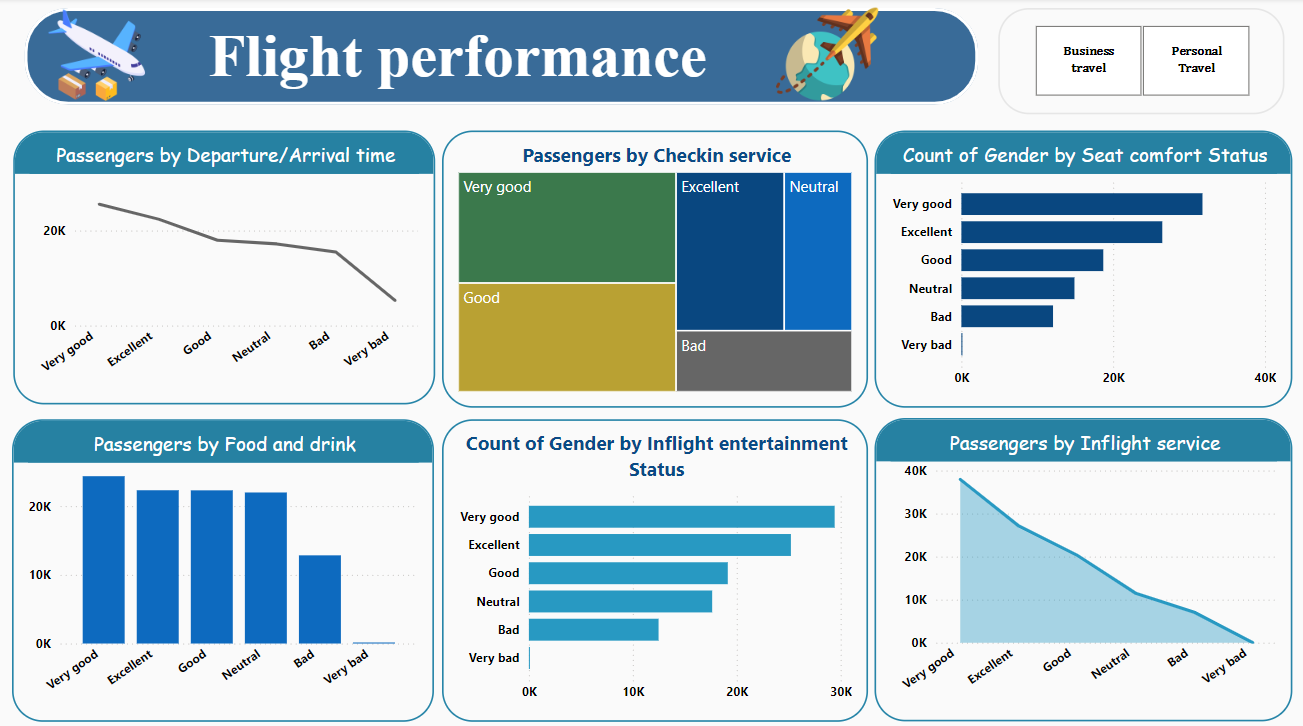 Flight performance
Business
travel
Personal
Travel
Passengers by Departure/Arrival time
20K
0K
Very good
Excellent
Good
Neutral
Bad
Very bad
Passengers by Checkin service
Very good
Excellent
Neutral
Good
Bad
Count of Gender by Seat comfort Status
Very good
Excellent
Good
Neutral
Bad
Very bad
0K
20K
40K
Passengers by Food and drink
20K
10K
0K
Very good
Excellent
Good
Neutral
Bad
Very bad
Count of Gender by Inflight entertainment
Status
Very good
Excellent
Good
Neutral
Bad
Very bad
0K
10K
20K
30K
Passengers by Inflight service
40K
30K
20K
10K
0K
Very good
Excellent
Good
Neutral
Bad
Very bad